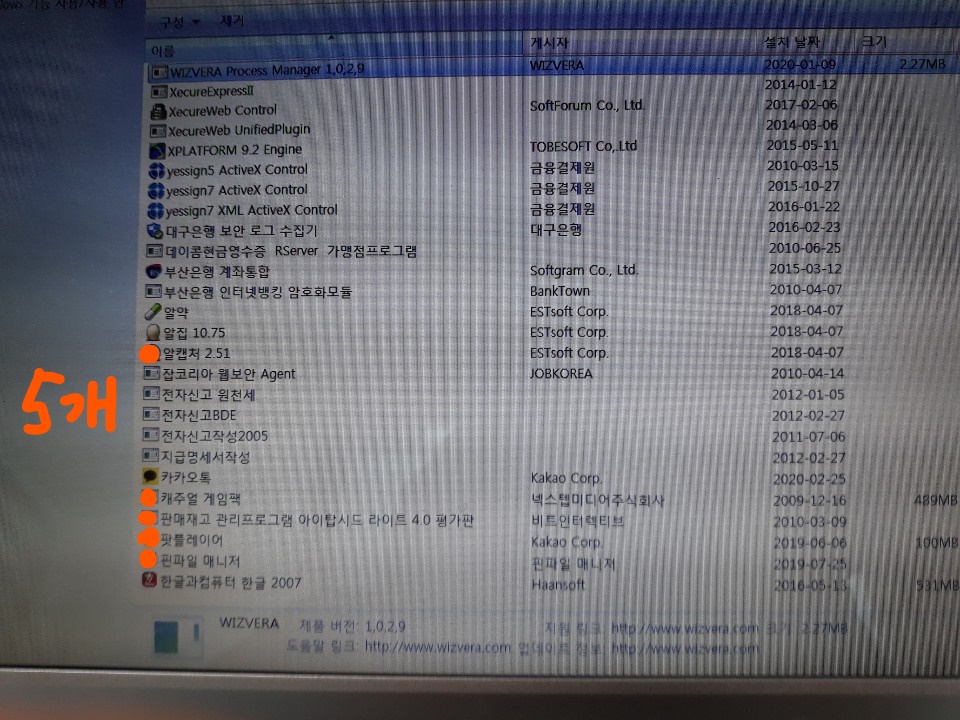 구성 제거
이름 게시자 설치 날짜 크기
WIZVERA Process Manager 1,0,2,9 WIZVERA 2020-01-09 2.27MB
XecureExpressII 2014-01-12
XecureWeb Control SoftForum Co., Ltd. 2017-02-06
XecureWeb UnifiedPlugin 2014-03-06
XPLATFORM 9.2 Engine TOBESOFT Co,.Ltd 2015-05-11
yessign5 ActiveX Control 금융결제원 2010-03-15
yessign7 ActiveX Control 금융결제원 2015-10-27
yessign7 XML ActiveX Control 금융결제원 2016-01-22
대구은행 보안 로그 수집기 대구은행 2016-02-23
데이콤현금영수증 RServer 가맹점프로그램 2010-06-25
부산은행 계좌통합 Softgram Co., Ltd. 2015-03-12
부산은행 인터넷뱅킹 암호화모듈 BankTown 2010-04-07
알약 ESTsoft Corp. 2018-04-07
알집 10.75 ESTsoft Corp. 2018-04-07
알캡처 2.51 ESTsoft Corp. 2018-04-07
잡코리아 웹보안 Agent JOBKOREA 2010-04-14
5개
전자신고 원천세 2012-01-05
전자신고BDE 2012-02-27
전자신고작성2005 2011-07-06
지급명세서작성 2012-02-27
카카오톡 Kakao Corp. 2020-02-25
캐주얼 게임팩 넥스텝미디어주식회사 2009-12-16 489MB
판매재고 관리프로그램 아이탑시드 라이트 4.0 평가판 비트인터렉티브 2010-03-09
팟플레이어 Kakao Corp. 2019-06-06 100MB
핀파일 매니저 핀파일 매니저 2019-07-25
한글과컴퓨터 한글 2007 Haansoft 2016-05-13 531MB
WIZVERA 제품 버전: 1,0,2,9 지원 링크: http://www.wizvera.com 크기: 2.27MB
도움말 링크: http://www.wizvera.com 업데이트 정보: http://www.wizvera.com